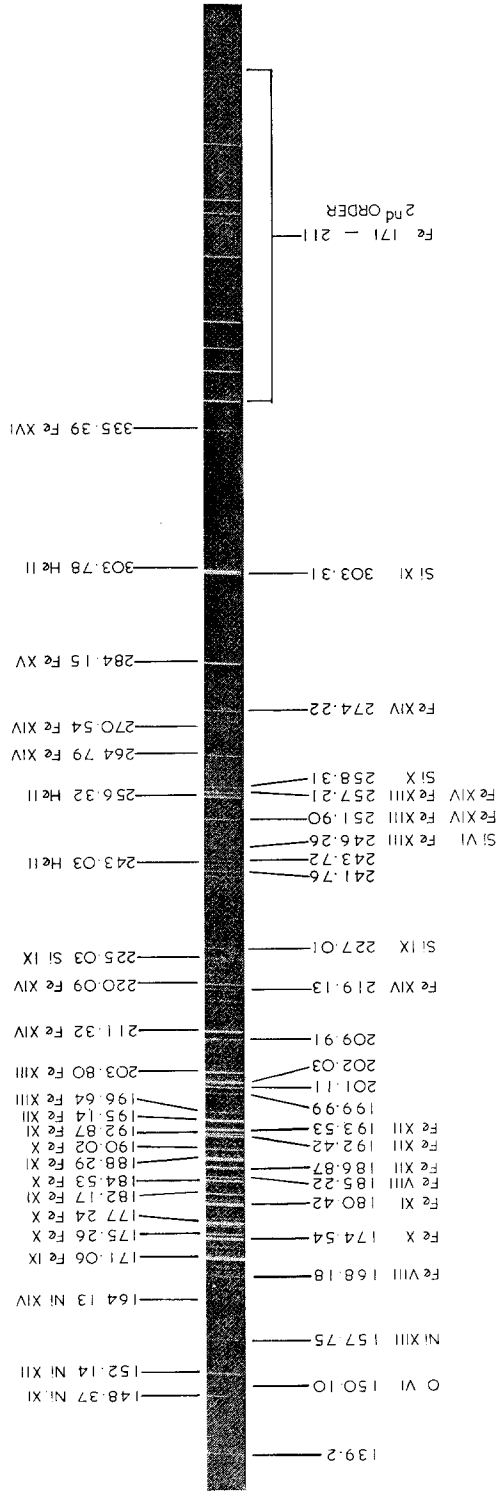 139·2
O VI 150·10
Ni XIII 157·75
Fe VIII 168·18
Fe X 174·54
Fe XI 180·42
Fe VIII 185·22
Fe XII 186·87
Fe XII 192·42
Fe XII 193·53
199·99
201·11
202·03
209·91
Fe XIV 219·13
Si IX 227·01
241·76
243·72
Si VI Fe XIII 246·26
Fe XIV Fe XIII 251·90
Fe XIV Fe XIII 257·21
Si X 258·31
Fe XIV 274·22
Si XI 303·31
Fe 171 – 211
2nd ORDER
148·37 Ni XI
152·14 Ni XII
164·13 Ni XIV
171·06 Fe IX
175·26 Fe X
177·24 Fe X
182·17 Fe XI
184·53 Fe X
188·29 Fe XI
190·02 Fe X
192·87 Fe XI
195·14 Fe XII
196·64 Fe XIII
203·80 Fe XIII
211·32 Fe XIV
220·09 Fe XIV
225·03 Si IX
243·03 He II
256·32 He II
264·79 Fe XIV
270·54 Fe XIV
284·15 Fe XV
303·78 He II
335·39 Fe XVI